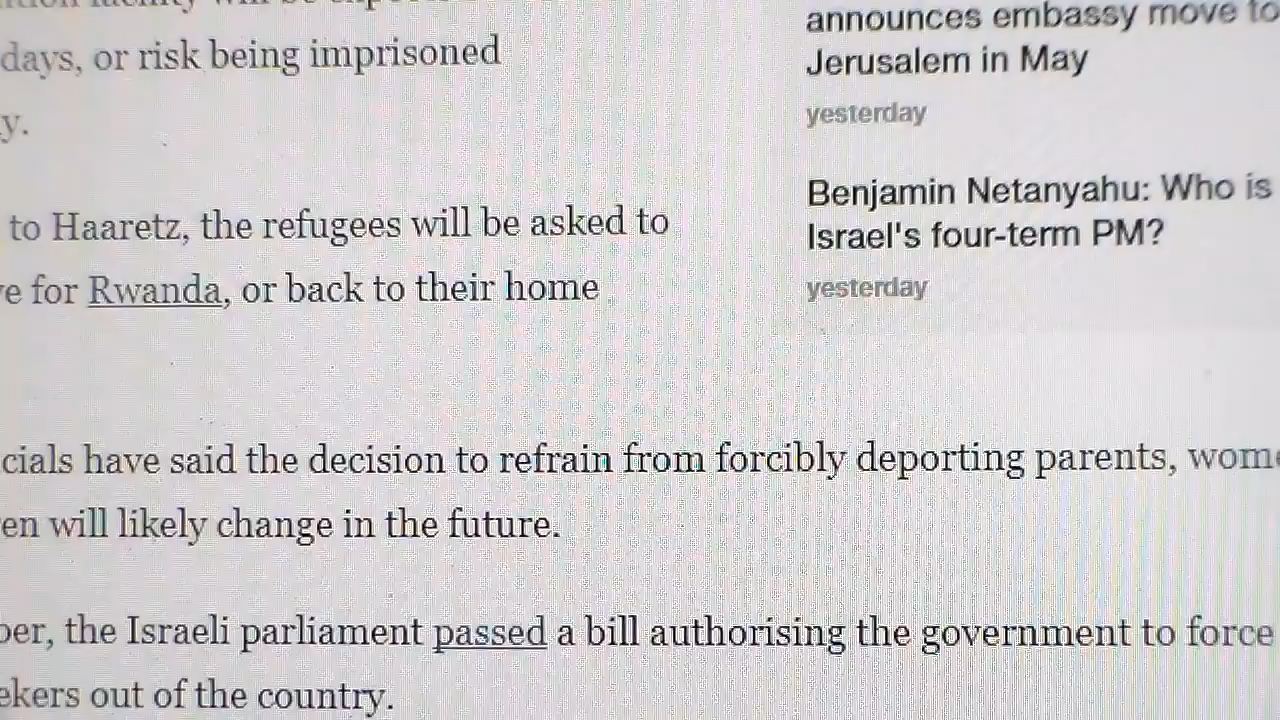 days, or risk being imprisoned
y.
to Haaretz, the refugees will be asked to
e for Rwanda, or back to their home
cials have said the decision to refrain from forcibly deporting parents,
en will likely change in the future.
ber, the Israeli parliament passed a bill authorising the government to force
ekers out of the country.
announces embassy move to
Jerusalem in May
yesterday
Benjamin Netanyahu: Who is
Israel's four-term PM?
yesterday